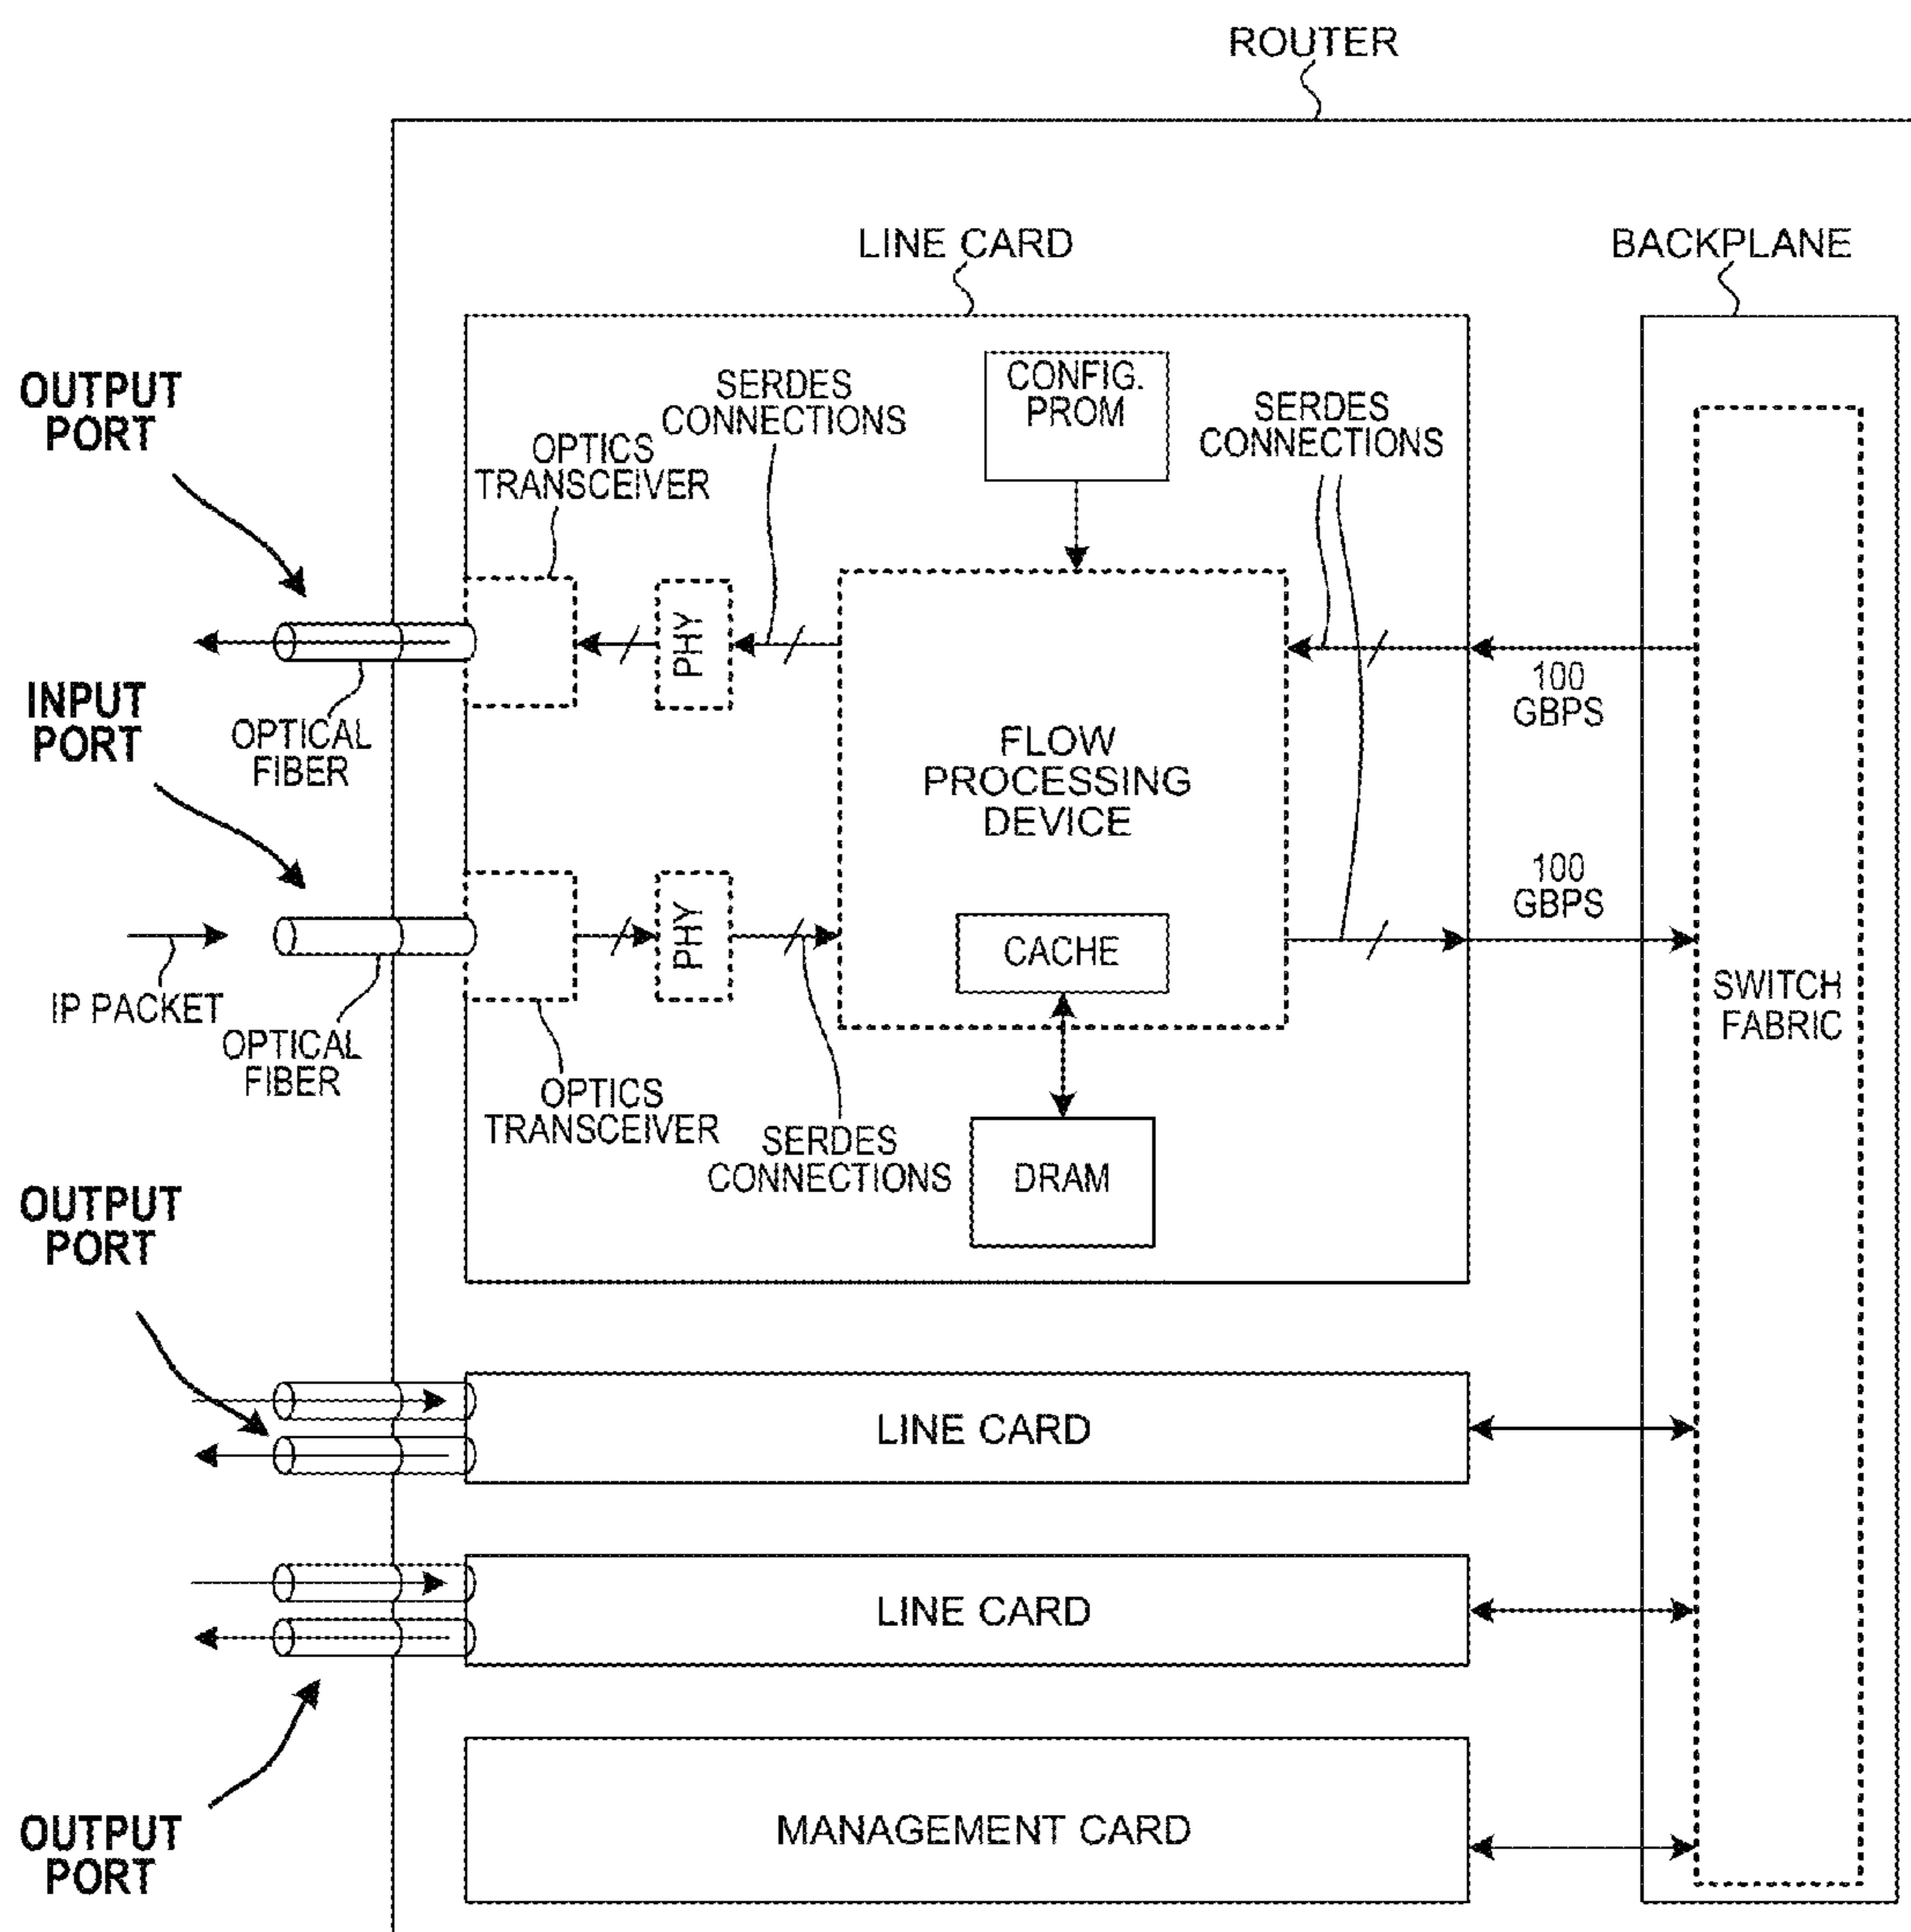 ROUTER
LINE CARD
BACKPLANE
OUTPUT
PORT
SERDES
CONNECTIONS
CONFIG.
PROM
SERDES
CONNECTIONS
OPTICS
TRANSCEIVER
PHY
100
GBPS
INPUT
PORT
OPTICAL
FIBER
FLOW
PROCESSING
DEVICE
100
GBPS
PHY
CACHE
IP PACKET
OPTICAL
FIBER
SWITCH
FABRIC
OPTICS
TRANSCEIVER
SERDES
CONNECTIONS
DRAM
OUTPUT
PORT
LINE CARD
LINE CARD
MANAGEMENT CARD
OUTPUT
PORT